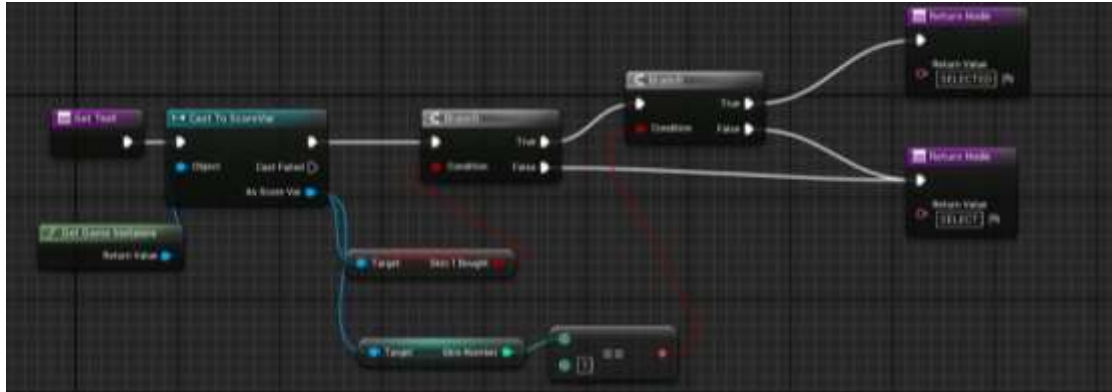 Return Node
Return Value
SELECTED
Branch
True
Condition
False
Get Text
Cast To ScoreVar
Object
Cast Failed
As Score Var
Branch
True
Condition
False
Return Node
Return Value
SELECT
Get Game Instance
Return Value
Target
Skin 1 Bought
Target
Skin Number
==
1